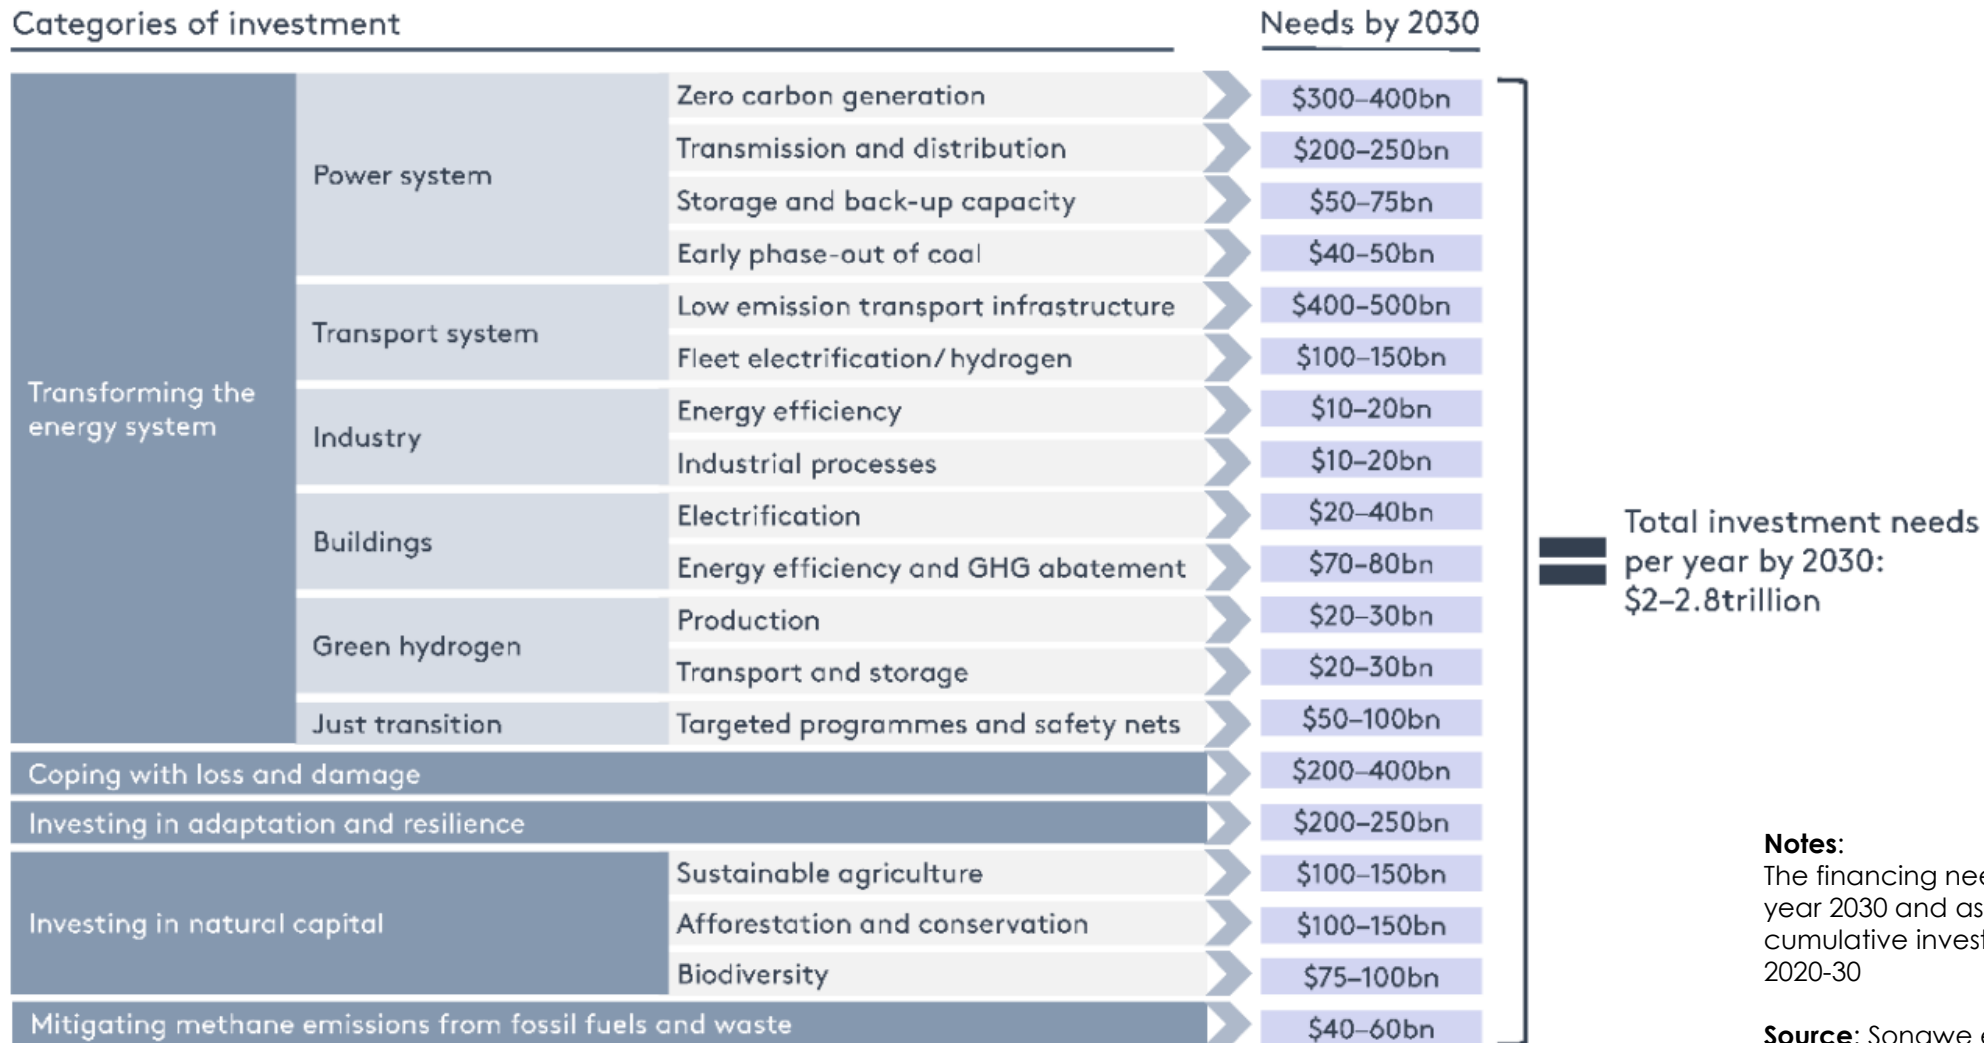 Categories of investment
Needs by 2030
Transforming the
energy system
Power system
Zero carbon generation
$300–400bn
Transmission and distribution
$200–250bn
Storage and back-up capacity
$50–75bn
Early phase-out of coal
$40–50bn
Transport system
Low emission transport infrastructure
$400–500bn
Fleet electrification/hydrogen
$100–150bn
Industry
Energy efficiency
$10–20bn
Industrial processes
$10–20bn
Buildings
Electrification
$20–40bn
Energy efficiency and GHG abatement
$70–80bn
Green hydrogen
Production
$20–30bn
Transport and storage
$20–30bn
Just transition
Targeted programmes and safety nets
$50–100bn
Coping with loss and damage
$200–400bn
Investing in adaptation and resilience
$200–250bn
Investing in natural capital
Sustainable agriculture
$100–150bn
Afforestation and conservation
$100–150bn
Biodiversity
$75–100bn
Mitigating methane emissions from fossil fuels and waste
$40–60bn
Total investment needs
per year by 2030:
$2–2.8trillion
Notes:
The financing
year 2030 and
cumulative
2020-30
Source: Songwe